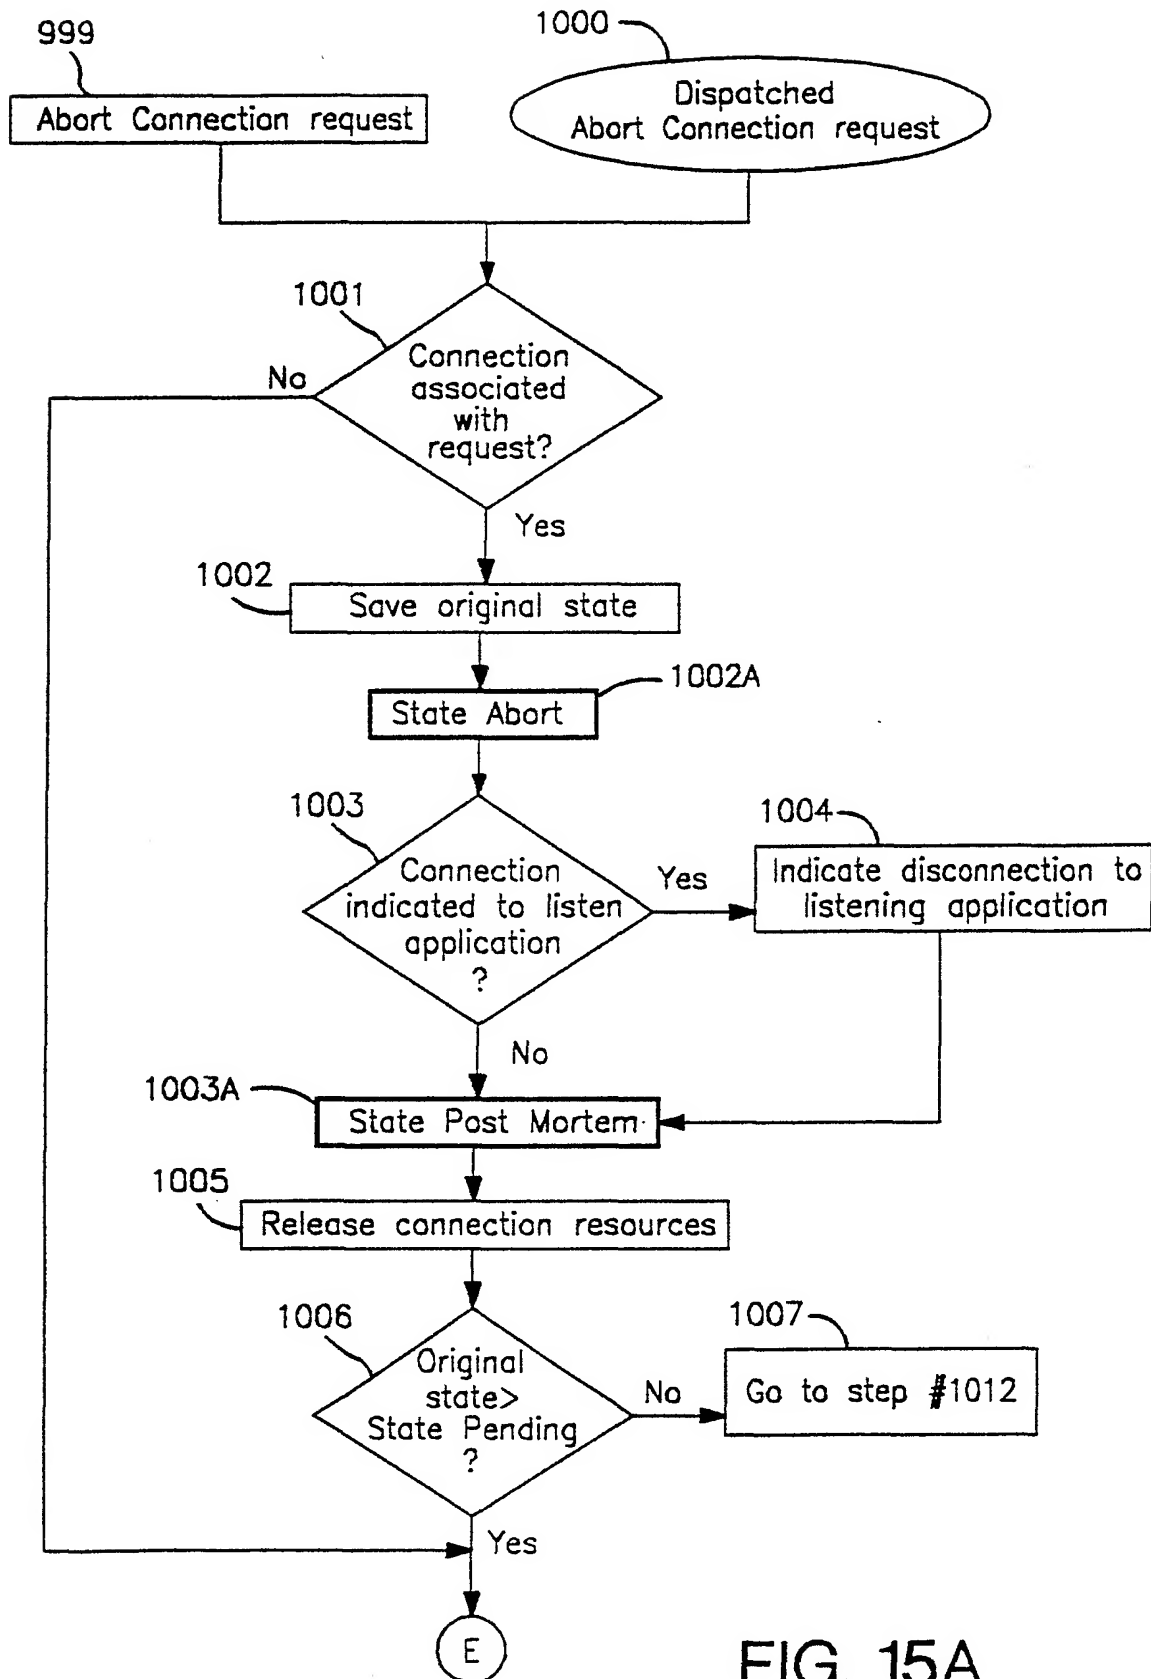 999
1000
Abort Connection request
Dispatched
Abort Connection request
1001
Connection
associated
with
request?
No
Yes
1002
Save original state
1002A
State Abort
1003
Connection
indicated to listen
application
?
Yes
1004
Indicate disconnection to
listening application
No
1003A
State Post Mortem
1005
Release connection resources
1006
Original
state>
State Pending
?
No
1007
Go to step #1012
Yes
E
FIG. 15A